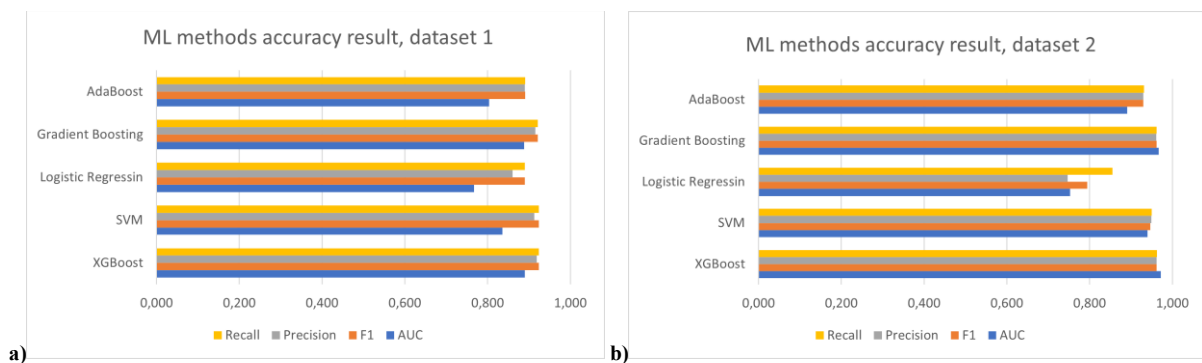 ML methods accuracy result, dataset 1
AdaBoost
Gradient Boosting
Logistic Regressin
SVM
XGBoost
0,000 0,200 0,400 0,600 0,800 1,000
Recall Precision F1 AUC
a)
ML methods accuracy result, dataset 2
AdaBoost
Gradient Boosting
Logistic Regressin
SVM
XGBoost
0,000 0,200 0,400 0,600 0,800 1,000
Recall Precision F1 AUC
b)